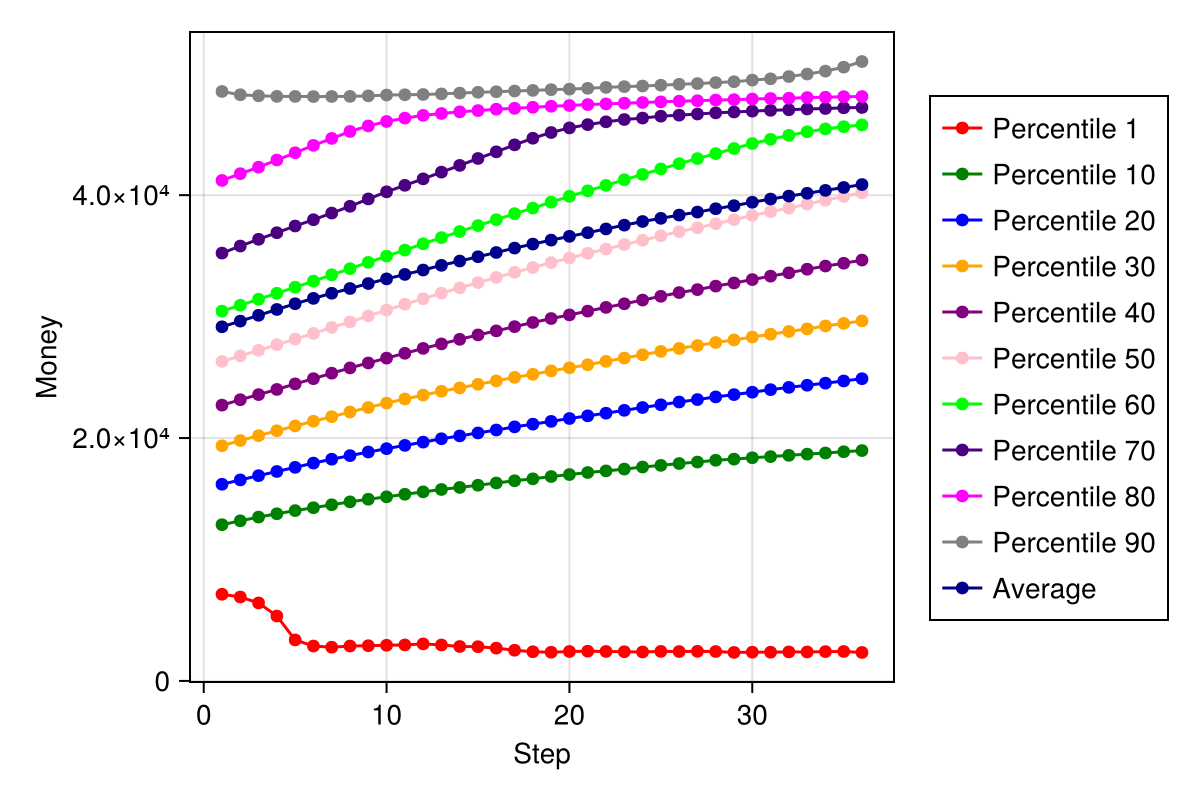 Money
4.0×10⁴
2.0×10⁴
0
0 10 20 30
Step
Percentile 1
Percentile 10
Percentile 20
Percentile 30
Percentile 40
Percentile 50
Percentile 60
Percentile 70
Percentile 80
Percentile 90
Average